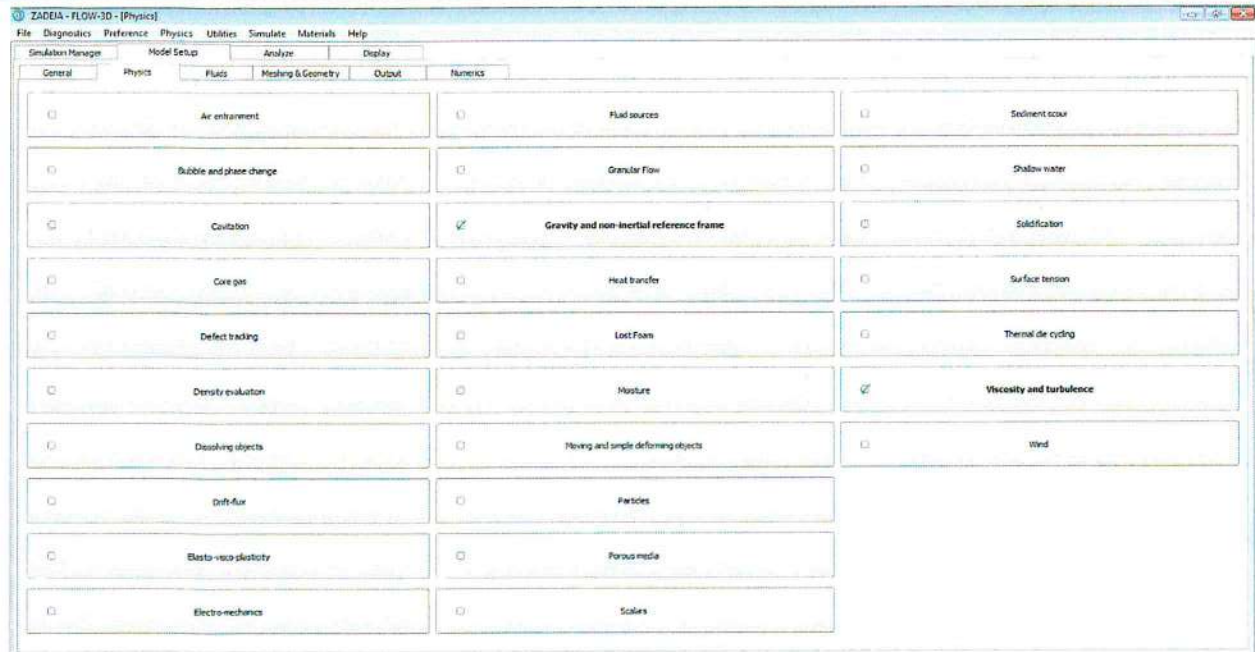 ZADEJA - FLOW-3D - [Physics]
File Diagnostics Preference Physics Utilities Simulate Materials Help
Simulation Manager Model Setup Analyze Display
General Physics Fluids Meshing & Geometry Output Numerics
Air entrainment Fluid sources Sediment scour
Bubble and phase change Granular Flow Shallow water
Cavitation Gravity and non-inertial reference frame Solidification
Core gas Heat transfer Surface tension
Defect tracking Lost Foam Thermal die cycling
Density evaluation Moisture Viscosity and turbulence
Dissolving objects Moving and simple deforming objects Wind
Drift-flux Particles
Elasto-visco-plasticity Porous media
Electro-mechanics Scalars